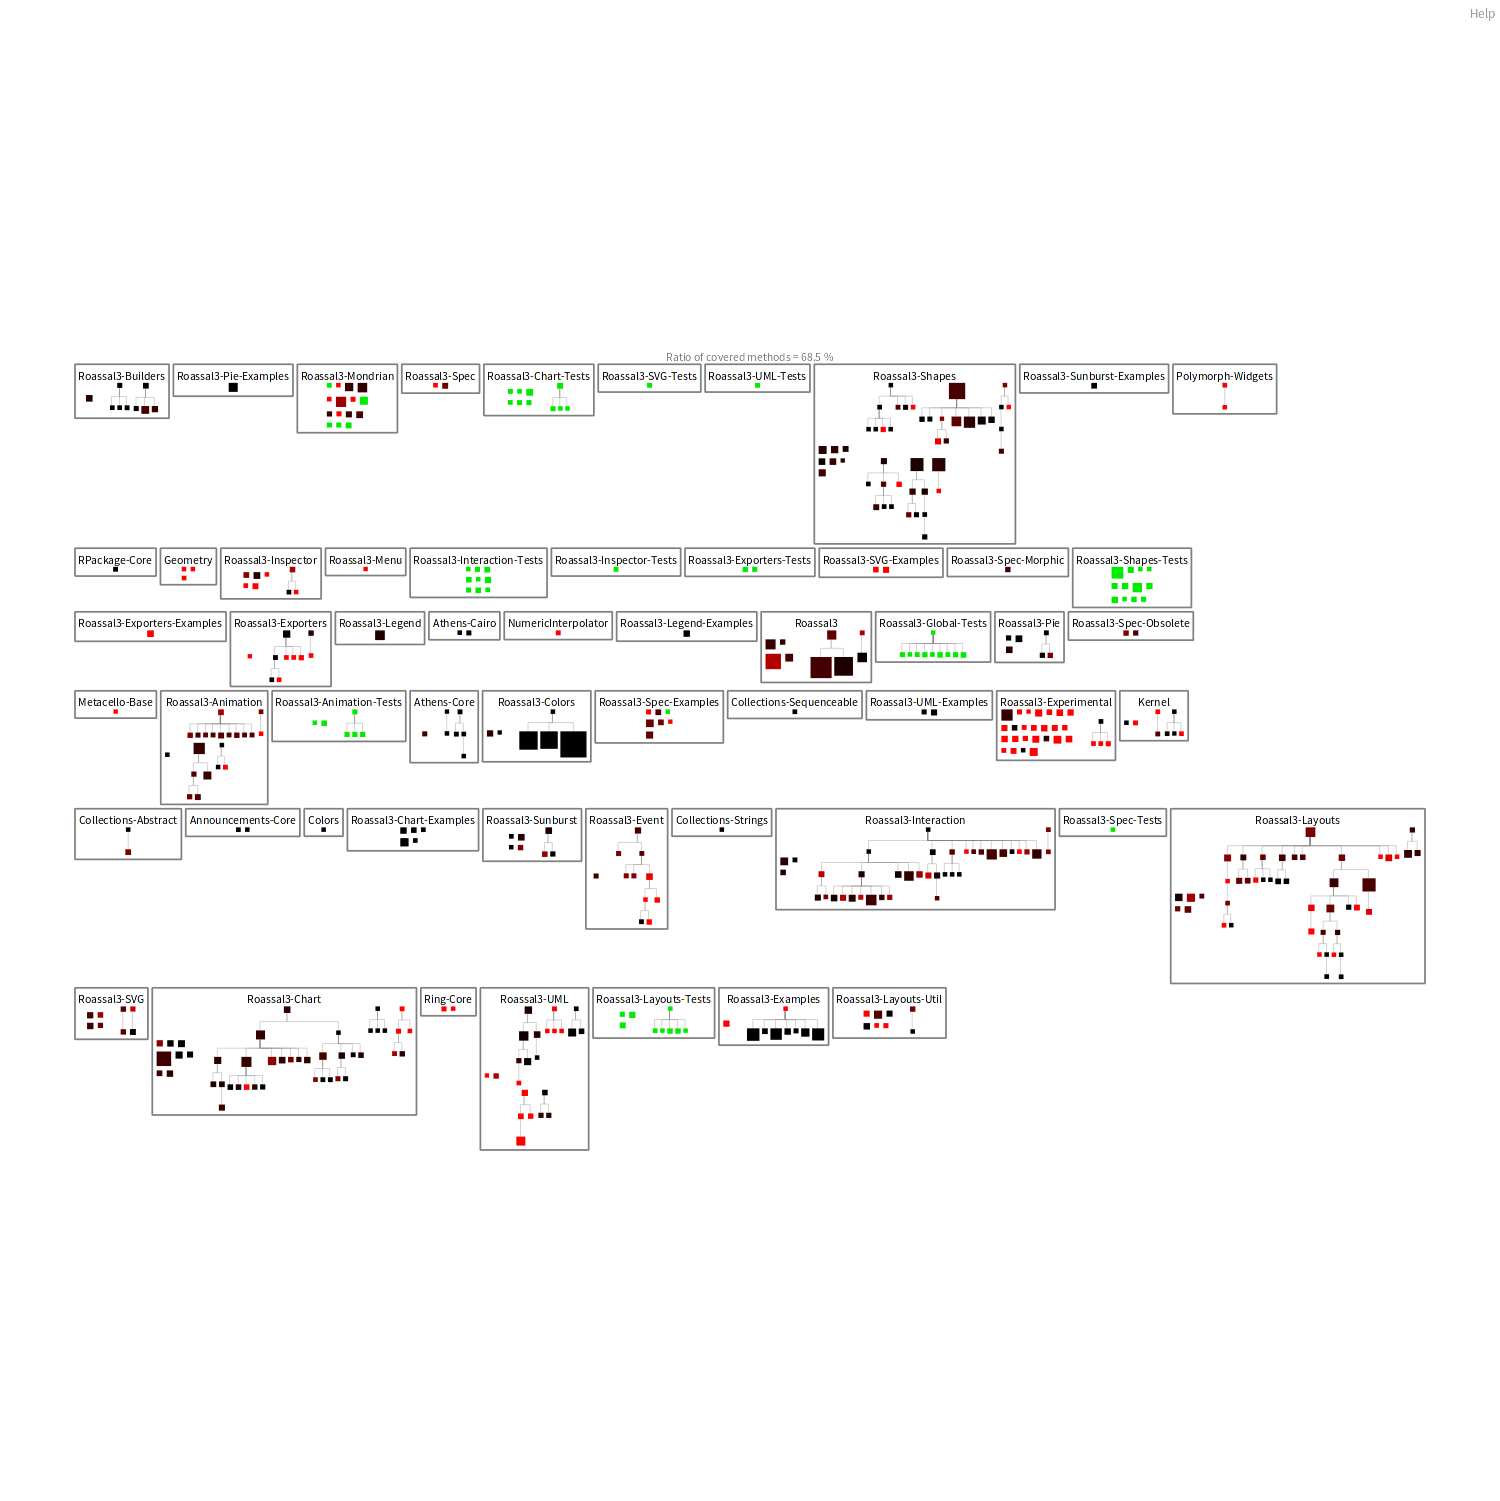 Help
Ratio of covered methods = 68.5 %
Roassal3-Builders
Roassal3-Pie-Examples
Roassal3-Mondrian
Roassal3-Spec
Roassal3-Chart-Tests
Roassal3-SVG-Tests
Roassal3-UML-Tests
Roassal3-Shapes
Roassal3-Sunburst-Examples
Polymorph-Widgets
RPackage-Core
Geometry
Roassal3-Inspector
Roassal3-Menu
Roassal3-Interaction-Tests
Roassal3-Inspector-Tests
Roassal3-Exporters-Tests
Roassal3-SVG-Examples
Roassal3-Spec-Morphic
Roassal3-Shapes-Tests
Roassal3-Exporters-Examples
Roassal3-Exporters
Roassal3-Legend
Athens-Cairo
NumericInterpolator
Roassal3-Legend-Examples
Roassal3
Roassal3-Global-Tests
Roassal3-Pie
Roassal3-Spec-Obsolete
Metacello-Base
Roassal3-Animation
Roassal3-Animation-Tests
Athens-Core
Roassal3-Colors
Roassal3-Spec-Examples
Collections-Sequenceable
Roassal3-UML-Examples
Roassal3-Experimental
Kernel
Collections-Abstract
Announcements-Core
Colors
Roassal3-Chart-Examples
Roassal3-Sunburst
Roassal3-Event
Collections-Strings
Roassal3-Interaction
Roassal3-Spec-Tests
Roassal3-Layouts
Roassal3-SVG
Roassal3-Chart
Ring-Core
Roassal3-UML
Roassal3-Layouts-Tests
Roassal3-Examples
Roassal3-Layouts-Util